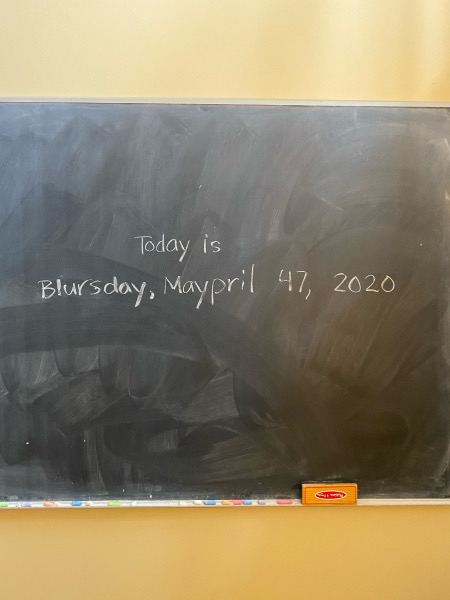 Today is
Blursday, Maypril 47, 2020